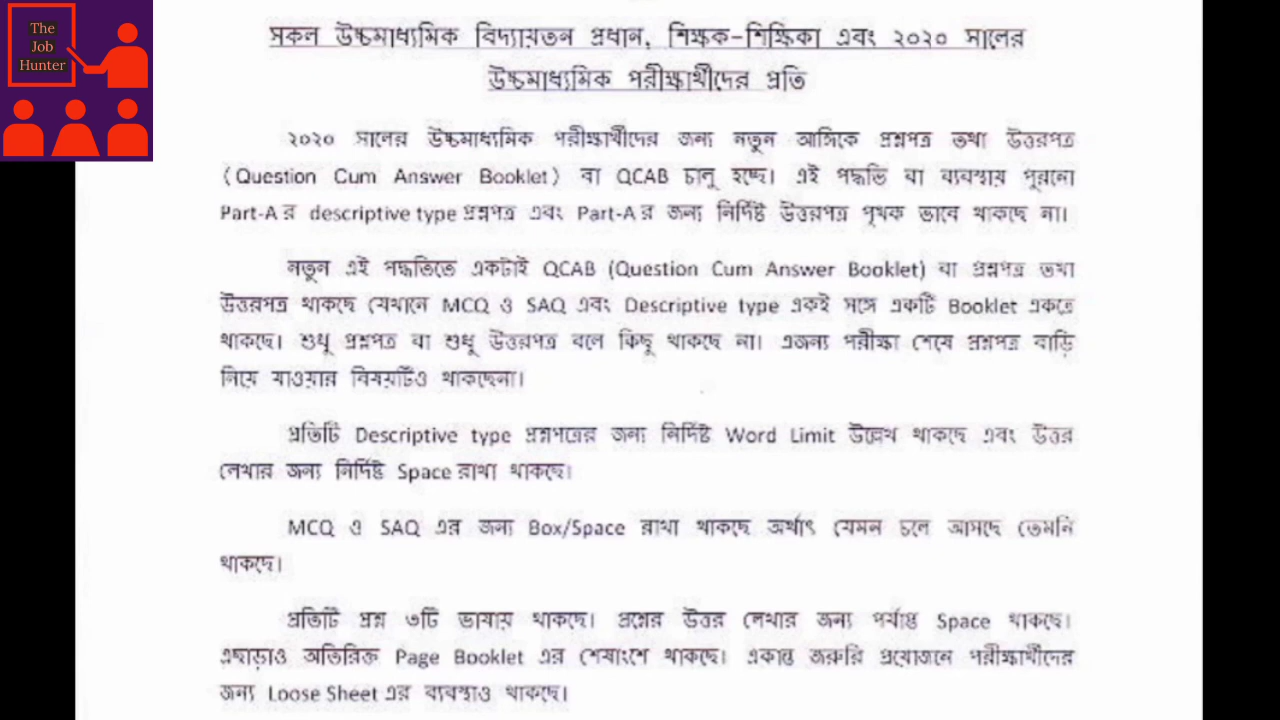 The
Job
Hunter
সকল উচ্চমাধ্যমিক বিদ্যায়তন প্রধান, শিক্ষক-শিক্ষিকা এবং ২০২০ সালের
উচ্চমাধ্যমিক পরীক্ষার্থীদের প্রতি
২০২০ সালের উচ্চমাধ্যমিক পরীক্ষার্থীদের জন্য নতুন আঙ্গিকে প্রশ্নপত্র তথা উত্তরপত্র
(Question Cum Answer Booklet) বা QCAB চালু হচ্ছে। এই পদ্ধতি বা ব্যবস্থায় পুরনো
Part-A র descriptive type প্রশ্নপত্র এবং Part-A র জন্য নির্দিষ্ট উত্তরপত্র পৃথক ভাবে থাকছে না।
নতুন এই পদ্ধতিতে একটাই QCAB (Question Cum Answer Booklet) বা প্রশ্নপত্র তথা
উত্তরপত্র থাকছে যেখানে MCQ ও SAQ এবং Descriptive type একই সঙ্গে একটি Booklet একত্রে
থাকছে। শুধু প্রশ্নপত্র বা শুধু উত্তরপত্র বলে কিছু থাকছে না। এজন্য পরীক্ষা শেষে প্রশ্নপত্র বাড়ি
নিয়ে যাওয়ার বিষয়টিও থাকছেনা।
প্রতিটি Descriptive type প্রশ্নপত্রের জন্য নির্দিষ্ট Word Limit উল্লেখ থাকছে এবং উত্তর
লেখার জন্য নির্দিষ্ট Space রাখা থাকছে।
MCQ ও SAQ এর জন্য Box/Space রাখা থাকছে অর্থাৎ যেমন চলে আসছে তেমনি
থাকছে।
প্রতিটি প্রশ্ন ৩টি ভাষায় থাকছে। প্রশ্নের উত্তর লেখার জন্য পর্যাপ্ত Space থাকছে।
এছাড়াও অতিরিক্ত Page Booklet এর শেষাংশে থাকছে। একান্ত জরুরি প্রয়োজনে পরীক্ষার্থীদের
জন্য Loose Sheet এর ব্যবস্থাও থাকছে।